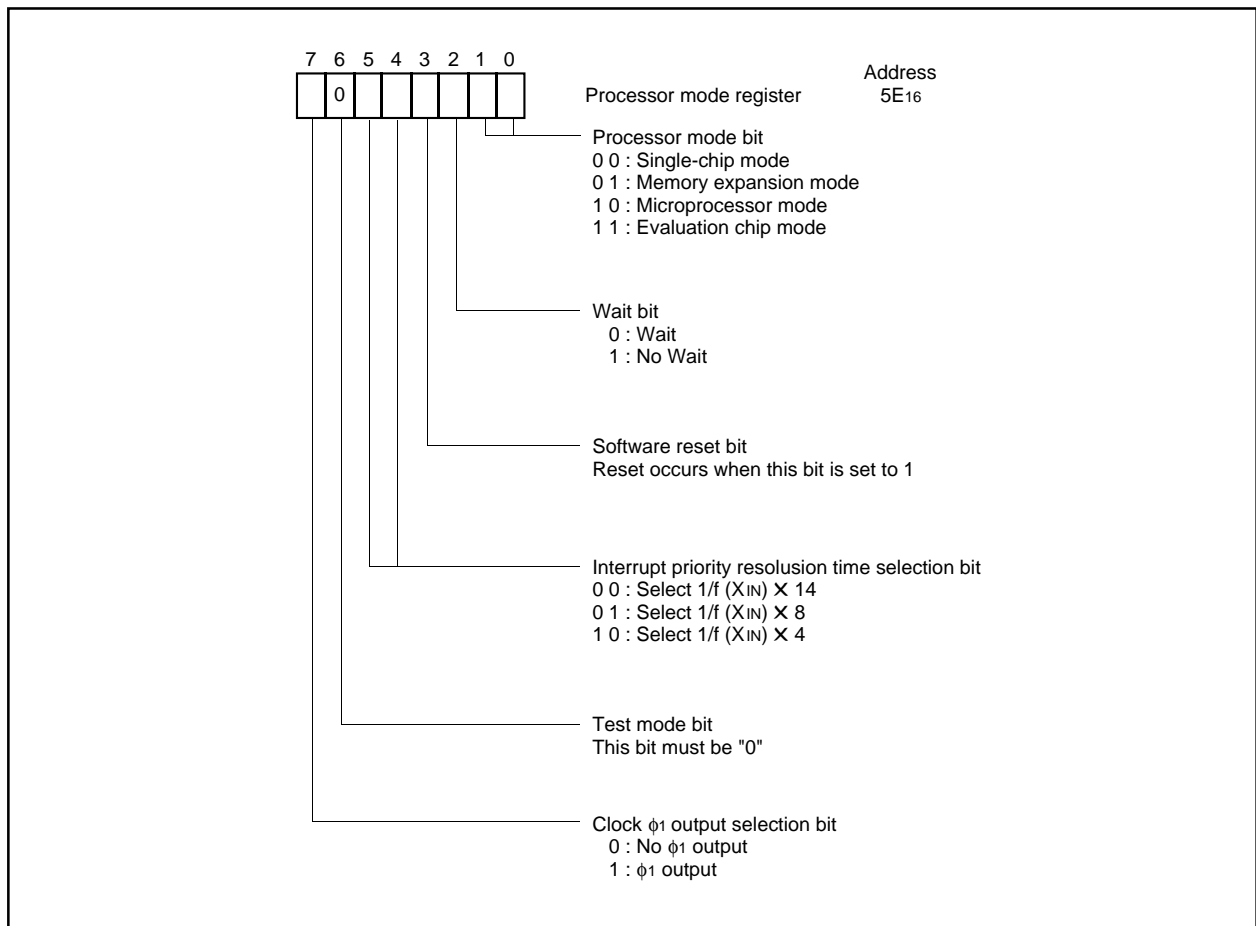 7 6 5 4 3 2 1 0
Address
0
Processor mode register
5E16
Processor mode bit
0 0 : Single-chip mode
0 1 : Memory expansion mode
1 0 : Microprocessor mode
1 1 : Evaluation chip mode
Wait bit
0 : Wait
1 : No Wait
Software reset bit
Reset occurs when this bit is set to 1
Interrupt priority resolusion time selection bit
0 0 : Select 1/f (XIN) ✕ 14
0 1 : Select 1/f (XIN) ✕ 8
1 0 : Select 1/f (XIN) ✕ 4
Test mode bit
This bit must be "0"
Clock ϕ1 output selection bit
0 : No ϕ1 output
1 : ϕ1 output